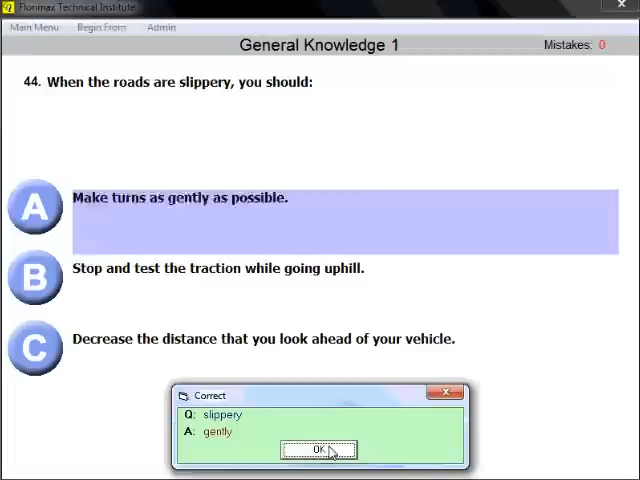 Florimax Technical Institute
Main Menu Begin From Admin
General Knowledge 1 Mistakes: 0
44. When the roads are slippery, you should:
A Make turns as gently as possible.
B Stop and test the traction while going uphill.
C Decrease the distance that you look ahead of your vehicle.
Correct
Q: slippery
A: gently
OK